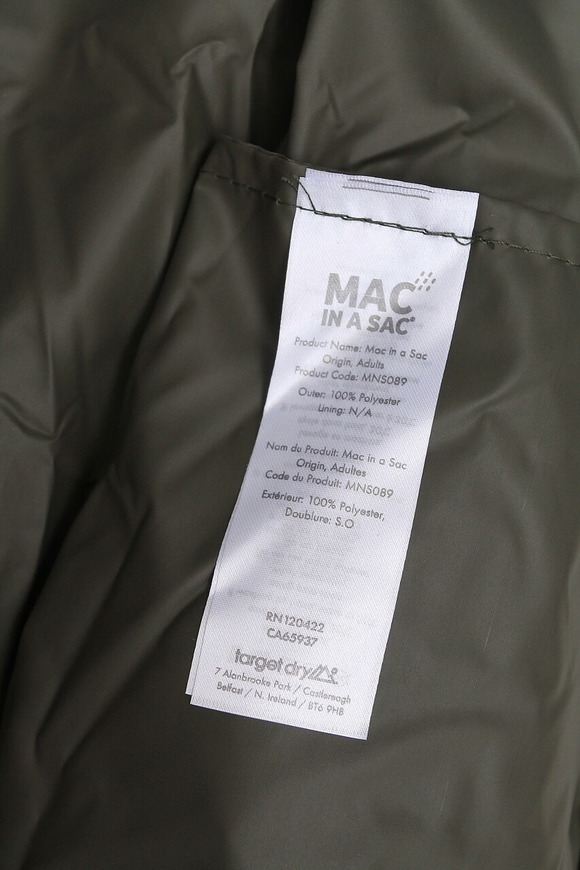 MAC
IN A SAC®
Product Name: Mac in a Sac
Origin, Adults
Product Code: MNS089
Outer: 100% Polyester
Lining: N/A
Nom du Produit: Mac in a Sac
Origin, Adultes
Code du Produit: MNS089
Extérieur: 100% Polyester,
Doublure: S.O
RN120422
CA65937
target dry
7 Alanbrooke Park / Castlereagh
Belfast / N. Ireland / BT6 9HB